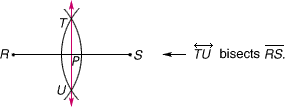 T
R P S
U
TU bisects RS.